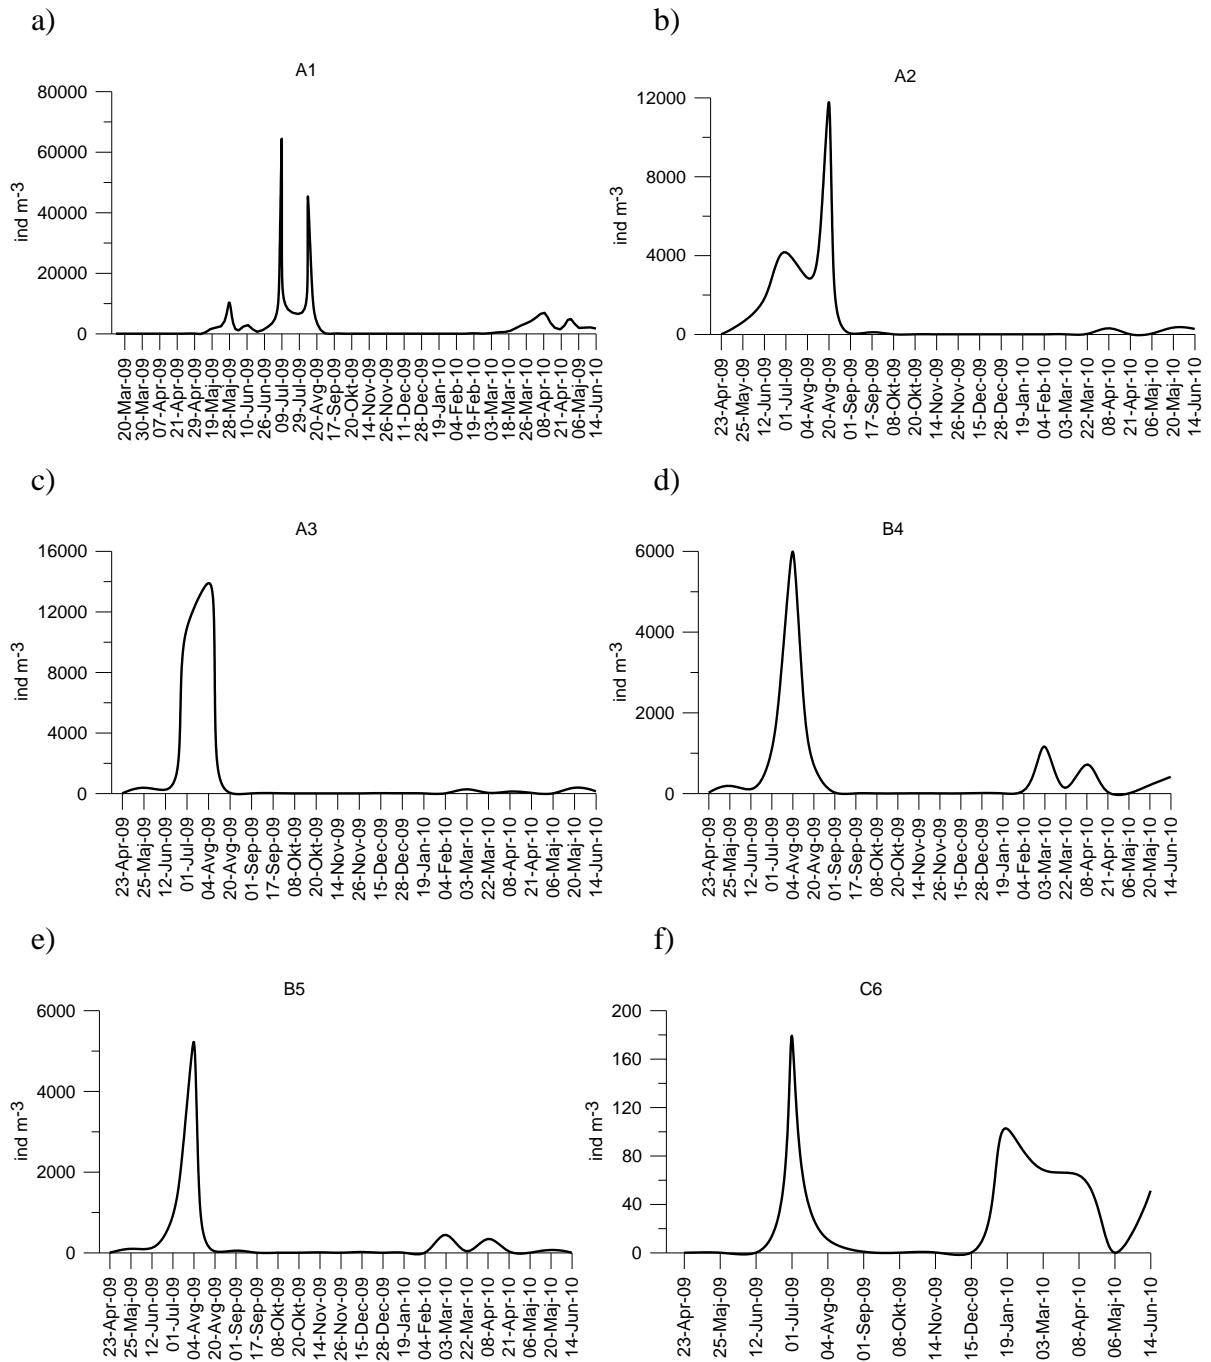 a)
A1
80000
60000
40000
20000
0
ind m-3
20-Mar-09
30-Mar-09
07-Apr-09
21-Apr-09
29-Apr-09
19-Maj-09
28-Maj-09
10-Jun-09
26-Jun-09
09-Jul-09
29-Jul-09
20-Avg-09
17-Sep-09
20-Okt-09
14-Nov-09
26-Nov-09
11-Dec-09
28-Dec-09
19-Jan-10
04-Feb-10
19-Feb-10
03-Mar-10
18-Mar-10
26-Mar-10
08-Apr-10
21-Apr-10
06-Maj-09
14-Jun-10
b)
A2
12000
8000
4000
0
ind m-3
23-Apr-09
25-May-09
12-Jun-09
01-Jul-09
04-Avg-09
20-Avg-09
01-Sep-09
17-Sep-09
08-Okt-09
20-Okt-09
14-Nov-09
26-Nov-09
15-Dec-09
28-Dec-09
19-Jan-10
04-Feb-10
03-Mar-10
22-Mar-10
08-Apr-10
21-Apr-10
06-Maj-10
20-Maj-10
14-Jun-10
c)
A3
16000
12000
8000
4000
0
ind m-3
23-Apr-09
25-Maj-09
12-Jun-09
01-Jul-09
04-Avg-09
20-Avg-09
01-Sep-09
17-Sep-09
08-Okt-09
20-Okt-09
14-Nov-09
26-Nov-09
15-Dec-09
28-Dec-09
19-Jan-10
04-Feb-10
03-Mar-10
22-Mar-10
08-Apr-10
21-Apr-10
06-Maj-10
20-Maj-10
14-Jun-10
d)
B4
6000
4000
2000
0
ind m-3
23-Apr-09
25-Maj-09
12-Jun-09
01-Jul-09
04-Avg-09
20-Avg-09
01-Sep-09
17-Sep-09
08-Okt-09
20-Okt-09
14-Nov-09
26-Nov-09
15-Dec-09
28-Dec-09
19-Jan-10
04-Feb-10
03-Mar-10
22-Mar-10
08-Apr-10
21-Apr-10
06-Maj-10
20-Maj-10
14-Jun-10
e)
B5
6000
4000
2000
0
ind m-3
23-Apr-09
25-Maj-09
12-Jun-09
01-Jul-09
04-Avg-09
20-Avg-09
01-Sep-09
17-Sep-09
08-Okt-09
20-Okt-09
14-Nov-09
26-Nov-09
15-Dec-09
28-Dec-09
19-Jan-10
04-Feb-10
03-Mar-10
22-Mar-10
08-Apr-10
21-Apr-10
06-Maj-10
20-Maj-10
14-Jun-10
f)
C6
200
160
120
80
40
0
ind m-3
23-Apr-09
25-Maj-09
12-Jun-09
01-Jul-09
04-Avg-09
01-Sep-09
08-Okt-09
14-Nov-09
15-Dec-09
19-Jan-10
03-Mar-10
08-Apr-10
06-Maj-10
14-Jun-10